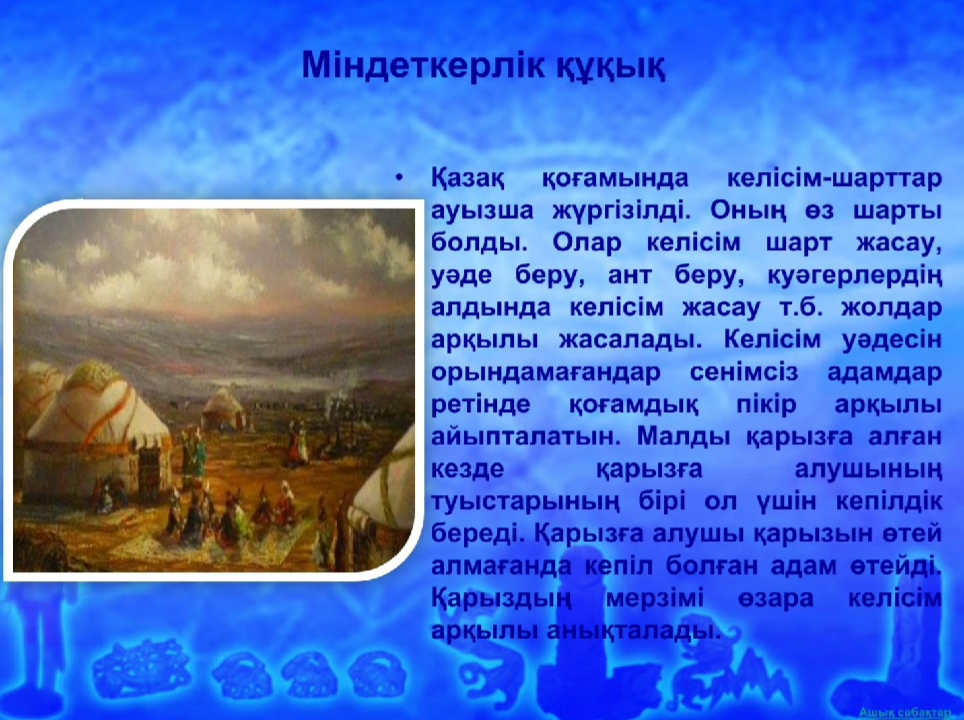 Міндеткерлік құқық
• Қазақ қоғамында келісім-шарттар
ауызша жүргізілді. Оның өз шарты
болды. Олар келісім шарт жасау,
уәде беру, ант беру, куәгерлердің
алдында келісім жасау т.б. жолдар
арқылы жасалады. Келісім уәдесін
орындамағандар сенімсіз адамдар
ретінде қоғамдық пікір арқылы
айыпталатын. Малды қарызға алған
кезде қарызға алушының
туыстарының бірі ол үшін кепілдік
береді. Қарызға алушы қарызын өтей
алмағанда кепіл болған адам өтейді.
Қарыздың мерзімі өзара келісім
арқылы анықталады.
Ашық сабақтар